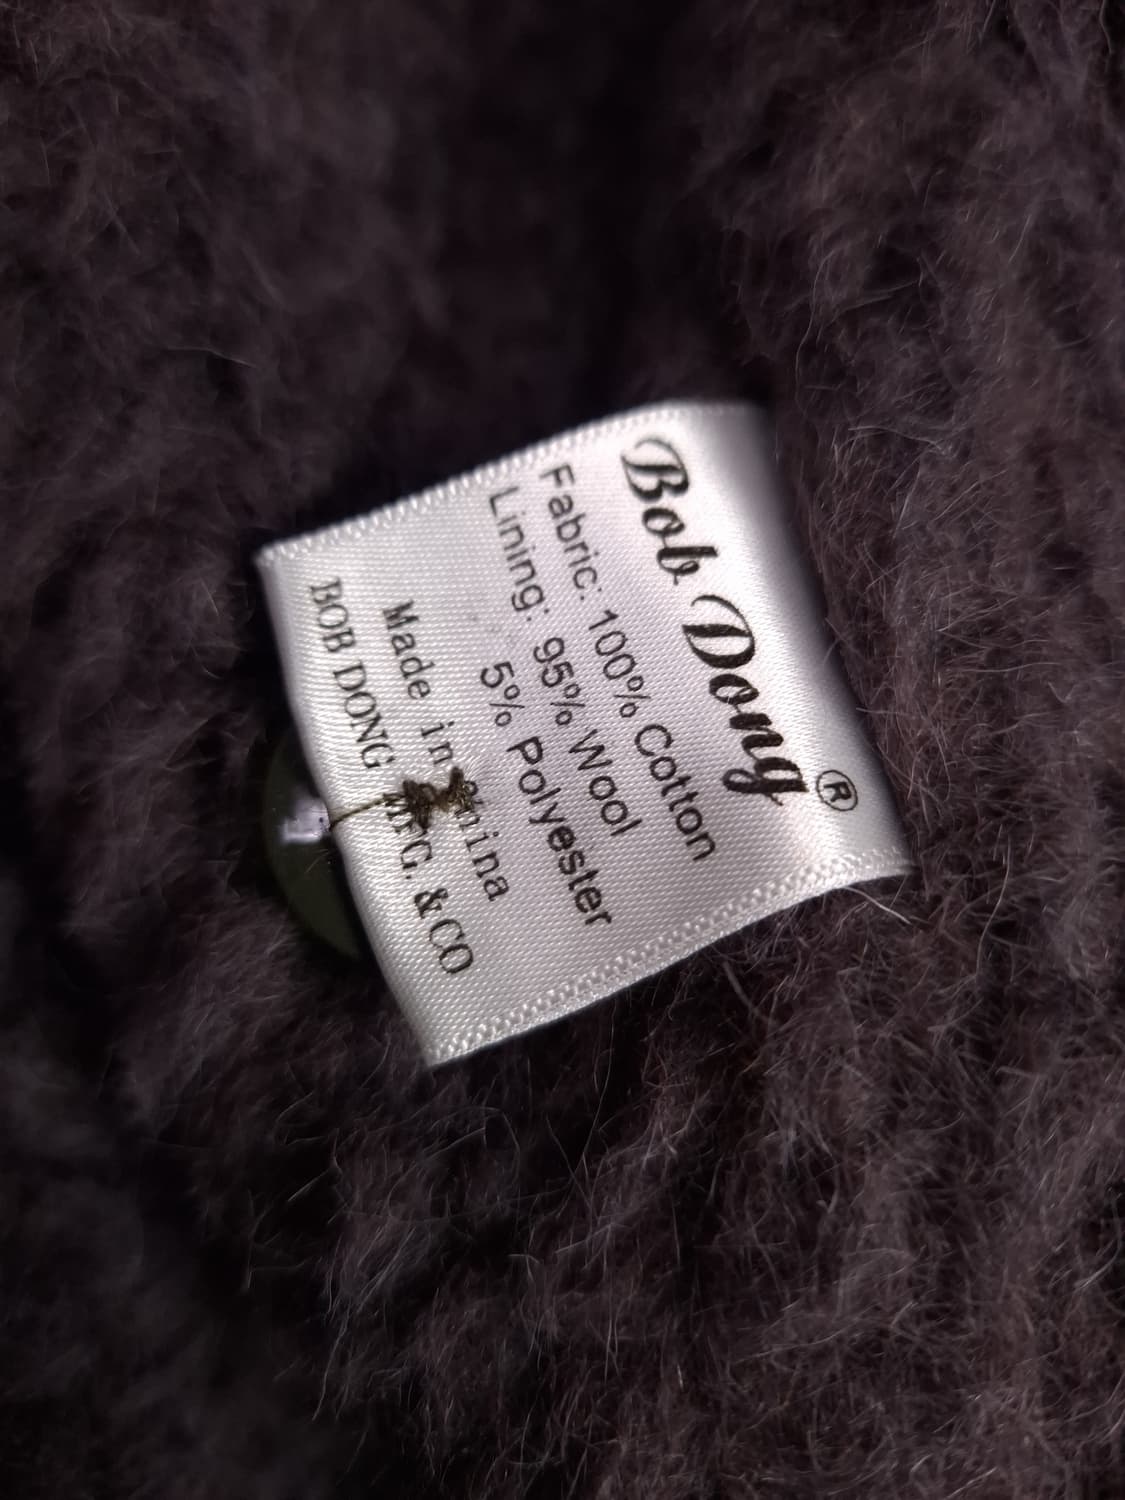 Bob Dong ®
Fabric: 100% Cotton
Lining: 95% Wool
5% Polyester
Made in China
BOB DONG MFG. &CO